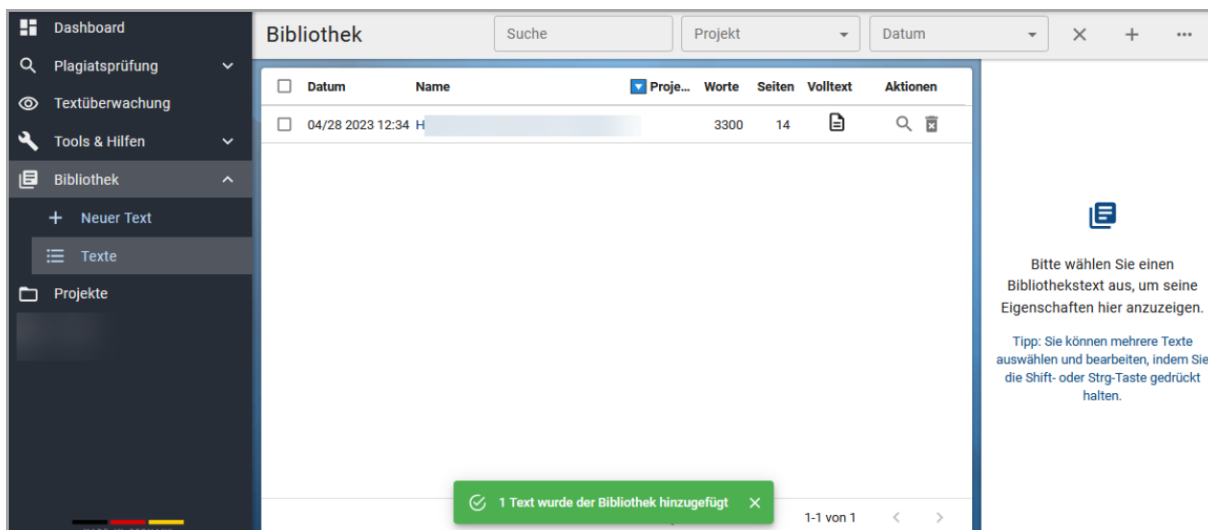 Dashboard
Plagiatsprüfung
Textüberwachung
Tools & Hilfen
Bibliothek
Neuer Text
Texte
Projekte
Bibliothek
Suche
Projekt
Datum
Datum Name Proje... Worte Seiten Volltext Aktionen
04/28 2023 12:34 H 3300 14
1 Text wurde der Bibliothek hinzugefügt
1-1 von 1
Bitte wählen Sie einen
Bibliothekstext aus, um seine
Eigenschaften hier anzuzeigen.
Tipp: Sie können mehrere Texte
auswählen und bearbeiten, indem Sie
die Shift- oder Strg-Taste gedrückt
halten.